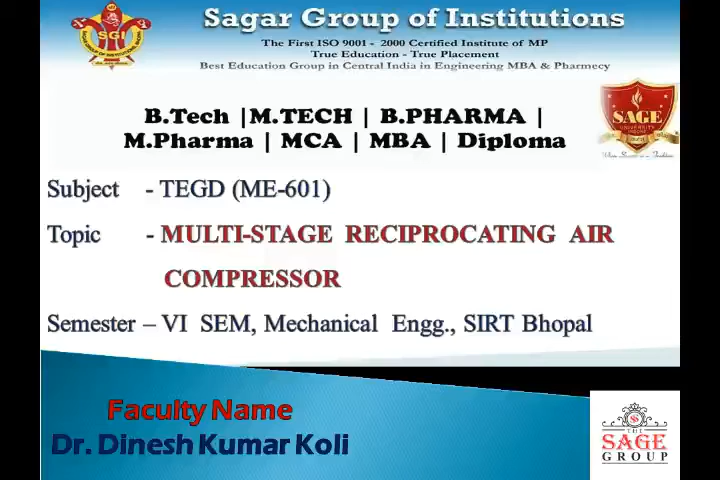 Sagar Group of Institutions
The First ISO 9001 - 2000 Certified Institute of MP
True Education - True Placement
Best Education Group in Central India in Engineering MBA & Pharmecy
SGI
B.Tech |M.TECH | B.PHARMA |
M.Pharma | MCA | MBA | Diploma
SAGE
UNIVERSITY
Subject - TEGD (ME-601)
Topic - MULTI-STAGE RECIPROCATING AIR
COMPRESSOR
Semester – VI SEM, Mechanical Engg., SIRT Bhopal
Faculty Name
Dr. Dinesh Kumar Koli
THE
SAGE
GROUP